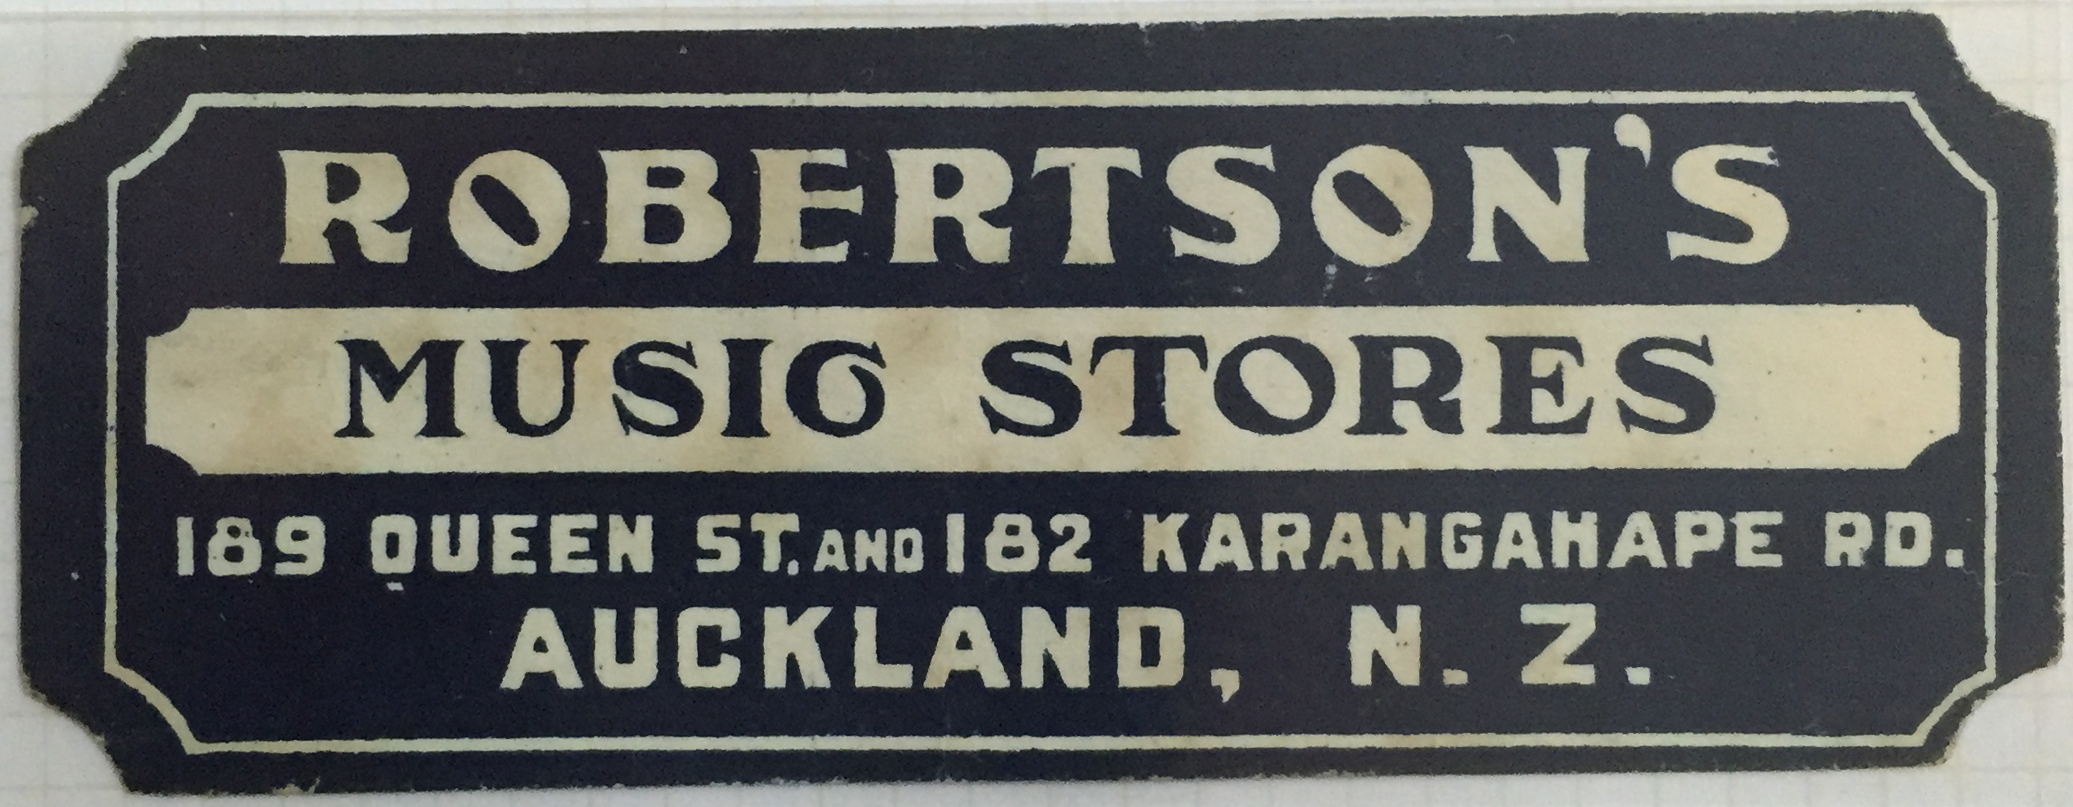 ROBERTSON'S
MUSIC STORES
189 QUEEN ST. AND 182 KARANGAHAPE RD.
AUCKLAND, N. Z.